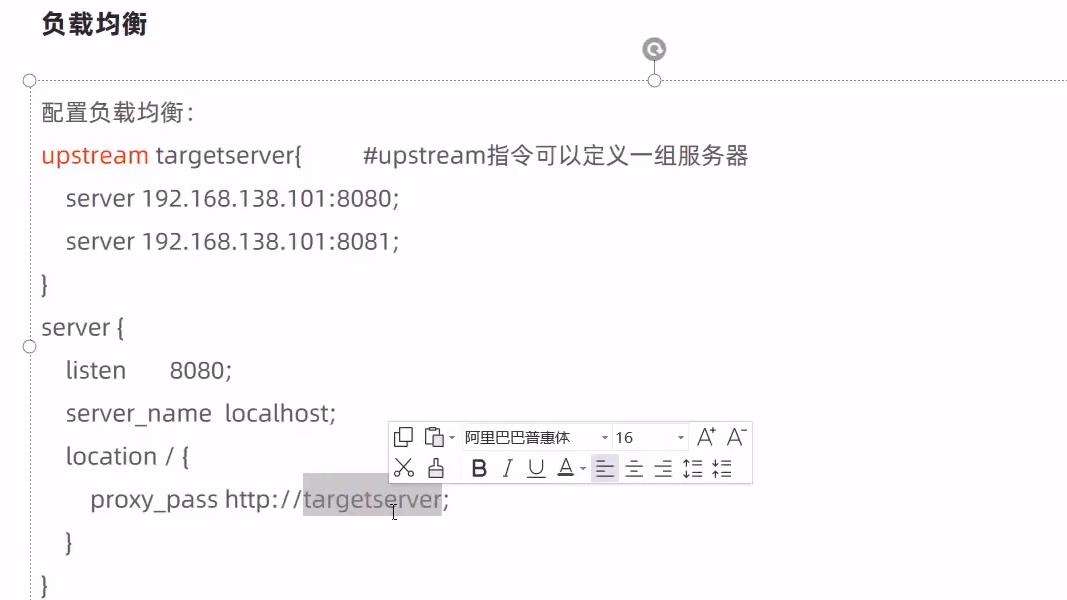 负载均衡
配置负载均衡：
upstream targetserver{ #upstream指令可以定义一组服务器
server 192.168.138.101:8080;
server 192.168.138.101:8081;
}
server {
listen 8080;
server_name localhost;
location / {
阿里巴巴普惠体 16 A+ A-
B I U A
proxy_pass http://targetserver;
}
}